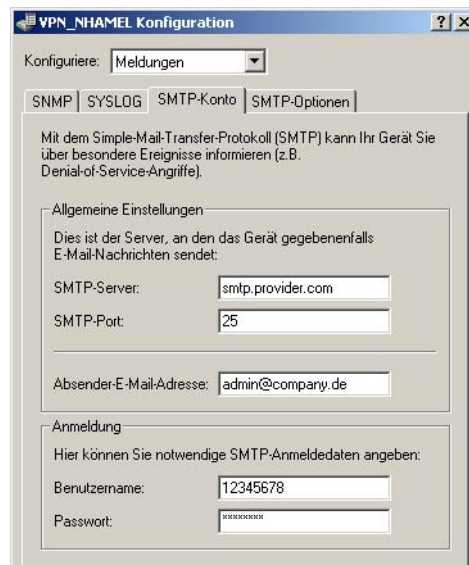 VPN_NHAMEL Konfiguration
Konfiguriere: Meldungen
SNMP SYSLOG SMTP-Konto SMTP-Optionen
Mit dem Simple-Mail-Transfer-Protokoll (SMTP) kann Ihr Gerät Sie
über besondere Ereignisse informieren (z.B.
Denial-of-Service-Angriffe).
Allgemeine Einstellungen
Dies ist der Server, an den das Gerät gegebenenfalls
E-Mail-Nachrichten sendet:
SMTP-Server: smtp.provider.com
SMTP-Port: 25
Absender-E-Mail-Adresse: admin@company.de
Anmeldung
Hier können Sie notwendige SMTP-Anmeldedaten angeben:
Benutzername: 12345678
Passwort: ********